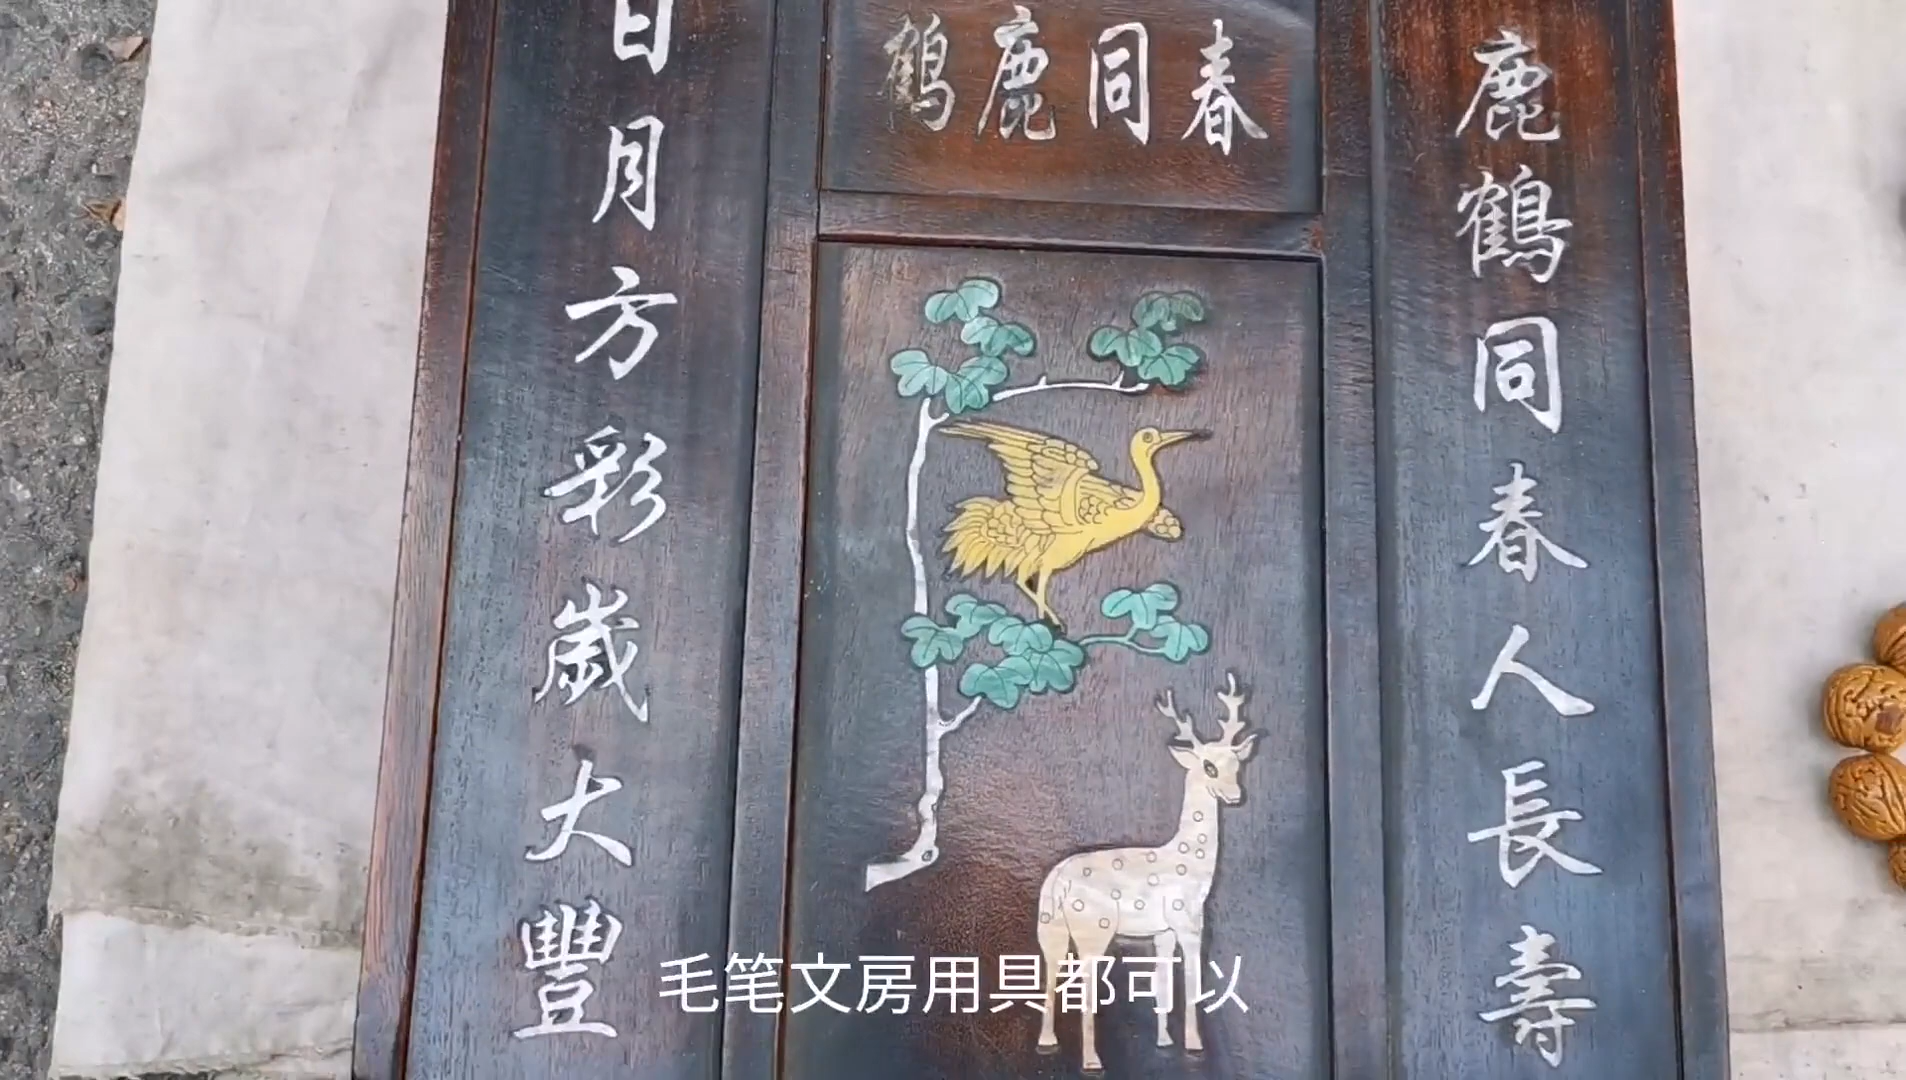 鶴鹿同春
鹿鶴同春人長壽
日月方彩歲大豐
毛笔文房用具都可以